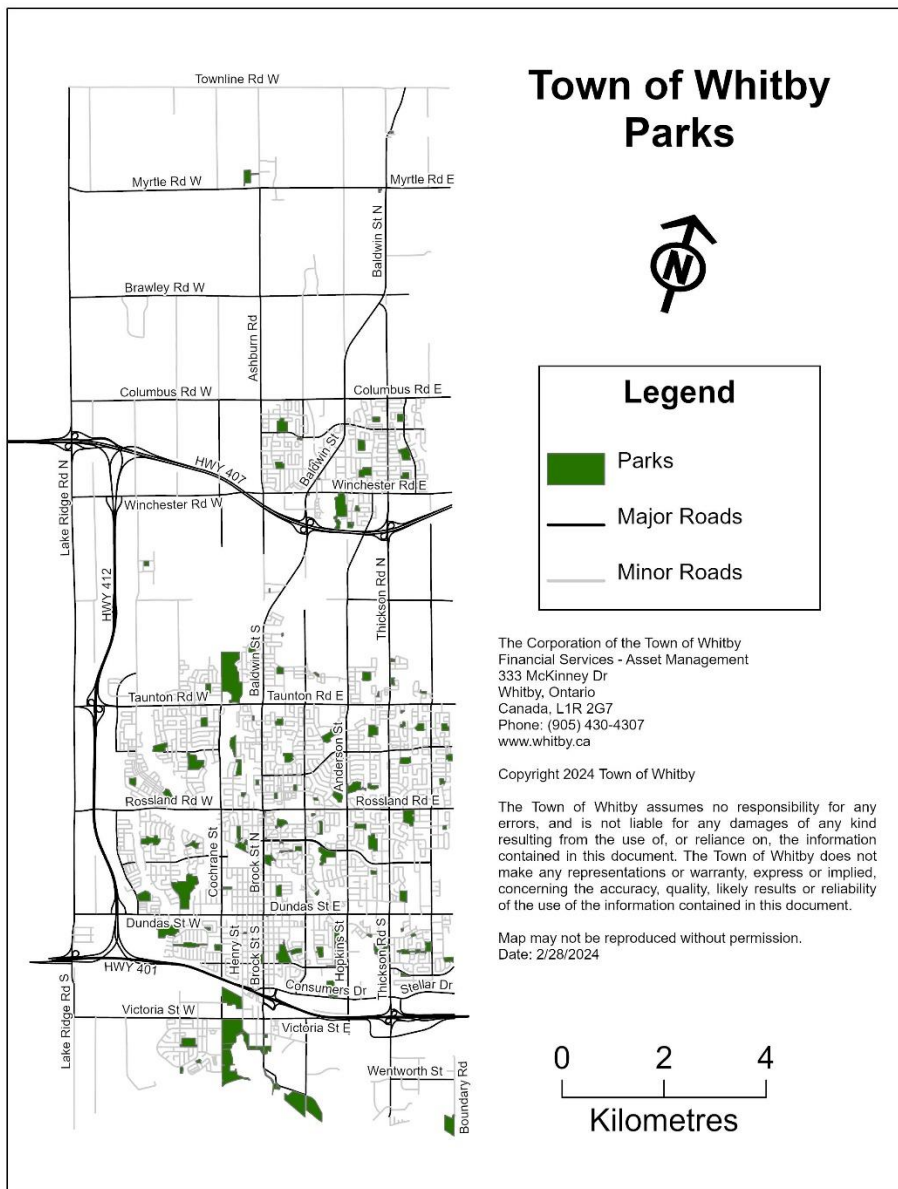 Town of Whitby
Parks
N
Legend
Parks
Major Roads
Minor Roads
The Corporation of the Town of Whitby
Financial Services - Asset Management
333 McKinney Dr
Whitby, Ontario
Canada, L1R 2G7
Phone: (905) 430-4307
www.whitby.ca
Copyright 2024 Town of Whitby
The Town of Whitby assumes no responsibility for any
errors, and is not liable for any damages of any kind
resulting from the use of, or reliance on, the information
contained in this document. The Town of Whitby does not
make any representations or warranty, express or implied,
concerning the accuracy, quality, likely results or reliability
of the use of the information contained in this document.
Map may not be reproduced without permission.
Date: 2/28/2024
0 2 4
Kilometres
Townline Rd W
Myrtle Rd W
Myrtle Rd E
Baldwin St N
Brawley Rd W
Ashburn Rd
Columbus Rd W
Columbus Rd E
Baldwin St
HWY 407
Lake Ridge Rd N
Winchester Rd W
Winchester Rd E
HWY 412
Thickson Rd N
Baldwin St S
Taunton Rd W
Taunton Rd E
Anderson St
Rossland Rd W
Rossland Rd E
Cochrane St
Brock St N
Dundas St W
Dundas St E
Henry St
Brock St S
Hopkins St
Thickson Rd S
HWY 401
Consumers Dr
Stellar Dr
Lake Ridge Rd S
Victoria St W
Victoria St E
Wentworth St
Boundary Rd